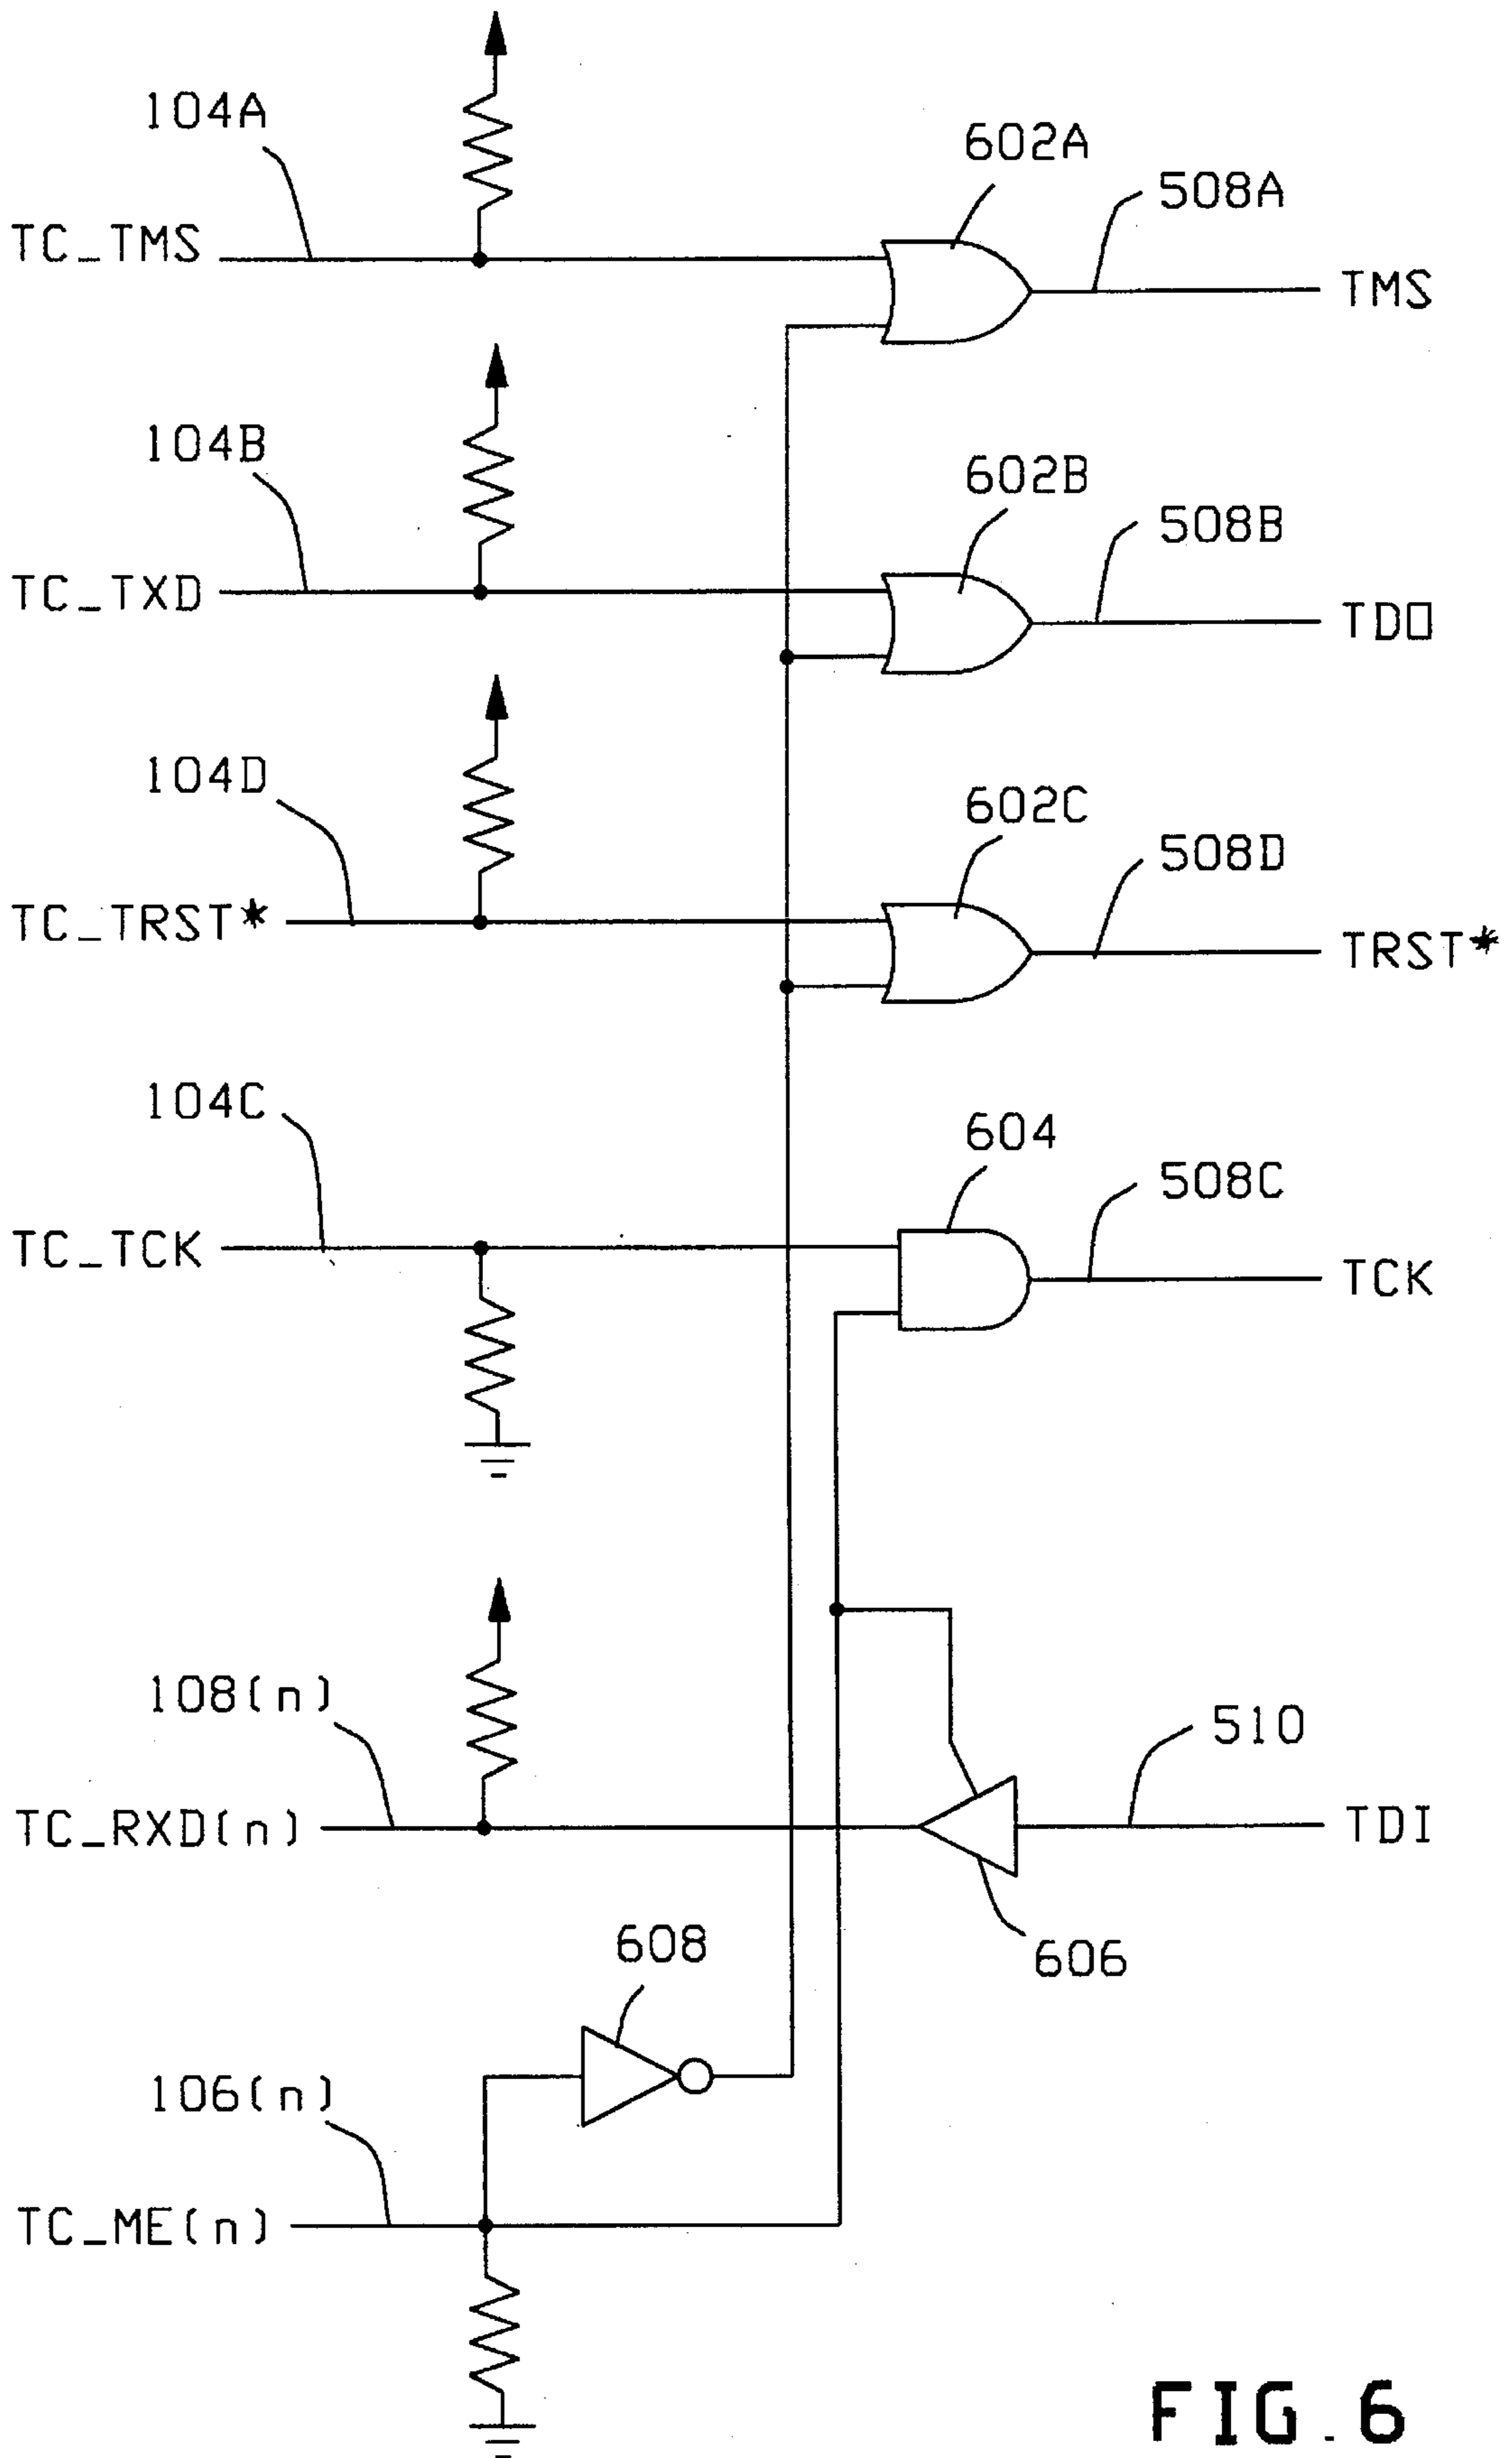 104A
602A
508A
TC_TMS
TMS
104B
602B
508B
TC_TXD
TDO
104D
602C
508D
TC_TRST*
TRST*
104C
604
508C
TC_TCK
TCK
108(n)
510
TC_RXD(n)
TDI
608
606
106(n)
TC_ME(n)
FIG.6